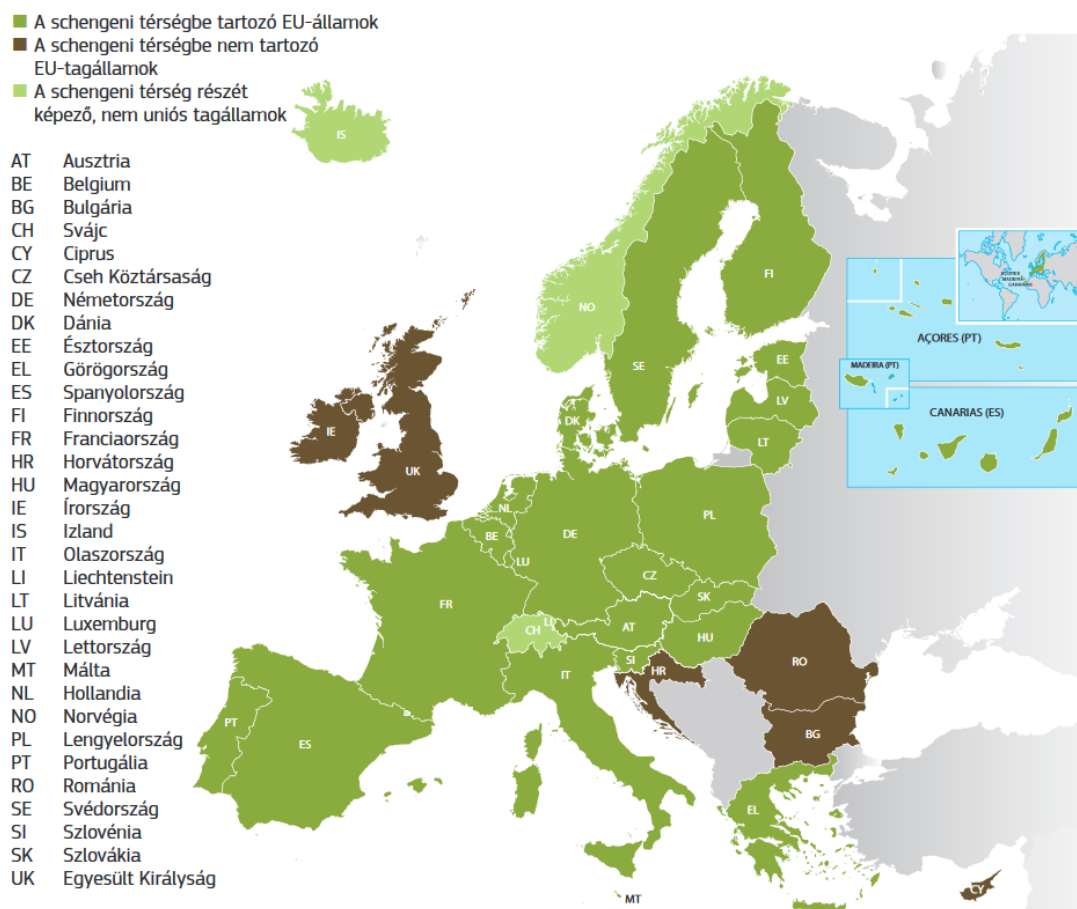 A schengeni térségbe tartozó EU-államok
A schengeni térségbe nem tartozó
EU-tagállamok
A schengeni térség részét
képező, nem uniós tagállamok
AT Ausztria
BE Belgium
BG Bulgária
CH Svájc
CY Ciprus
CZ Cseh Köztársaság
DE Németország
DK Dánia
EE Észtország
EL Görögország
ES Spanyolország
FI Finnország
FR Franciaország
HR Horvátország
HU Magyarország
IE Írország
IS Izland
IT Olaszország
LI Liechtenstein
LT Litvánia
LU Luxemburg
LV Lettország
MT Málta
NL Hollandia
NO Norvégia
PL Lengyelország
PT Portugália
RO Románia
SE Svédország
SI Szlovénia
SK Szlovákia
UK Egyesült Királyság
IS
FI
NO
SE
EE
LV
LT
DK
IE
UK
NL
BE
LU
DE
PL
CZ
SK
FR
CH
LI
AT
HU
SI
HR
RO
IT
BG
PT
ES
EL
MT
CY
AÇORES (PT)
MADEIRA (PT)
CANARIAS (ES)